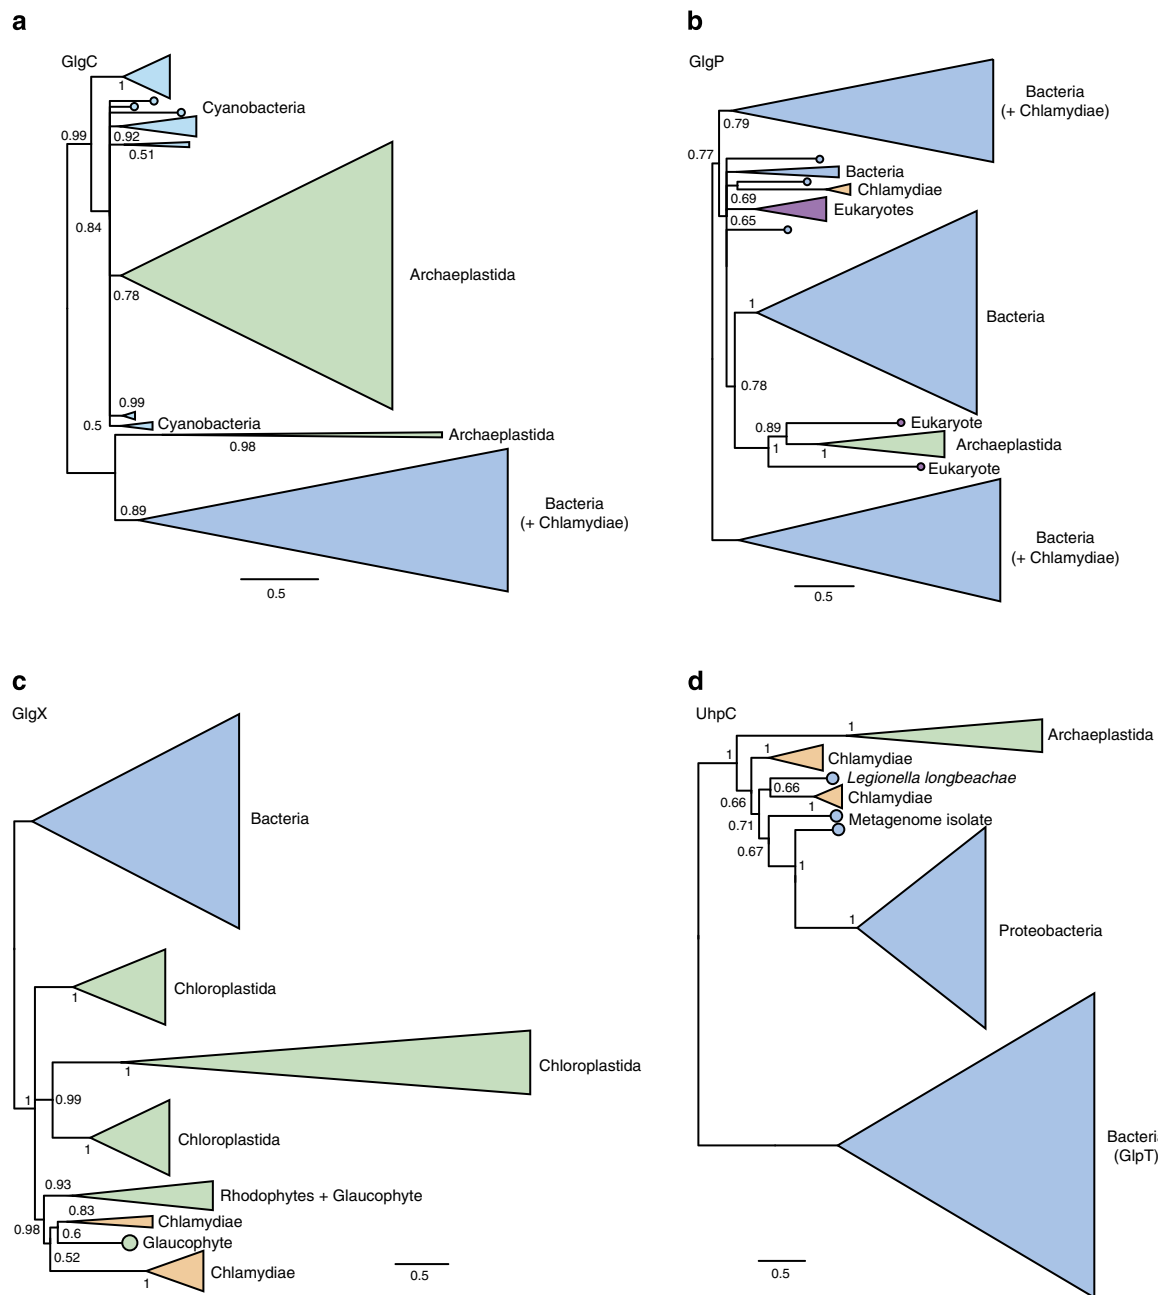 a
GlgC
1
Cyanobacteria
0.99
0.92
0.51
0.84
Archaeplastida
0.78
0.99
0.5
Cyanobacteria
Archaeplastida
0.98
0.89
Bacteria
(+ Chlamydiae)
0.5
b
GlgP
Bacteria
(+ Chlamydiae)
0.79
0.77
Bacteria
Chlamydiae
0.69
Eukaryotes
0.65
1
Bacteria
0.78
Eukaryote
0.89
Archaeplastida
1
1
Eukaryote
Bacteria
(+ Chlamydiae)
0.5
c
GlgX
Bacteria
Chloroplastida
1
Chloroplastida
1
1
0.99
Chloroplastida
1
0.93
Rhodophytes + Glaucophyte
0.83
Chlamydiae
0.98
0.6
Glaucophyte
0.52
Chlamydiae
1
0.5
d
UhpC
1
Archaeplastida
1
1
Chlamydiae
Legionella longbeachae
0.66
Chlamydiae
0.66
1
Metagenome isolate
0.71
0.67
1
1
Proteobacteria
Bacteri
(GlpT)
0.5